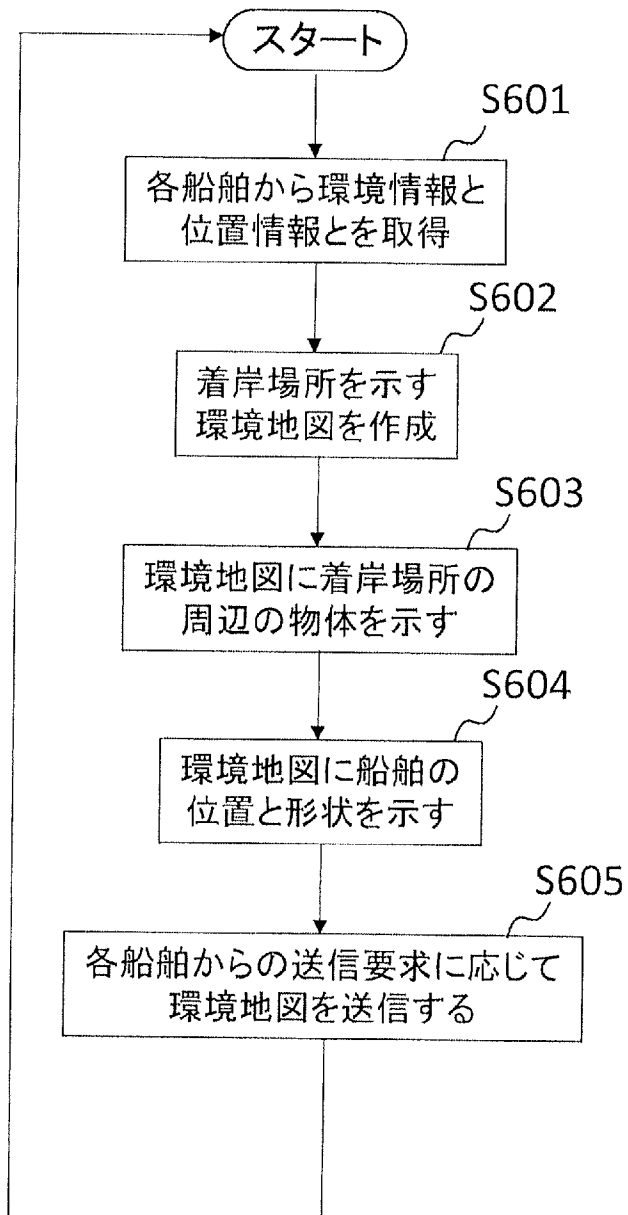 スタート
S601
各船舶から環境情報と
位置情報とを取得
S602
着岸場所を示す
環境地図を作成
S603
環境地図に着岸場所の
周辺の物体を示す
S604
環境地図に船舶の
位置と形状を示す
S605
各船舶からの送信要求に応じて
環境地図を送信する